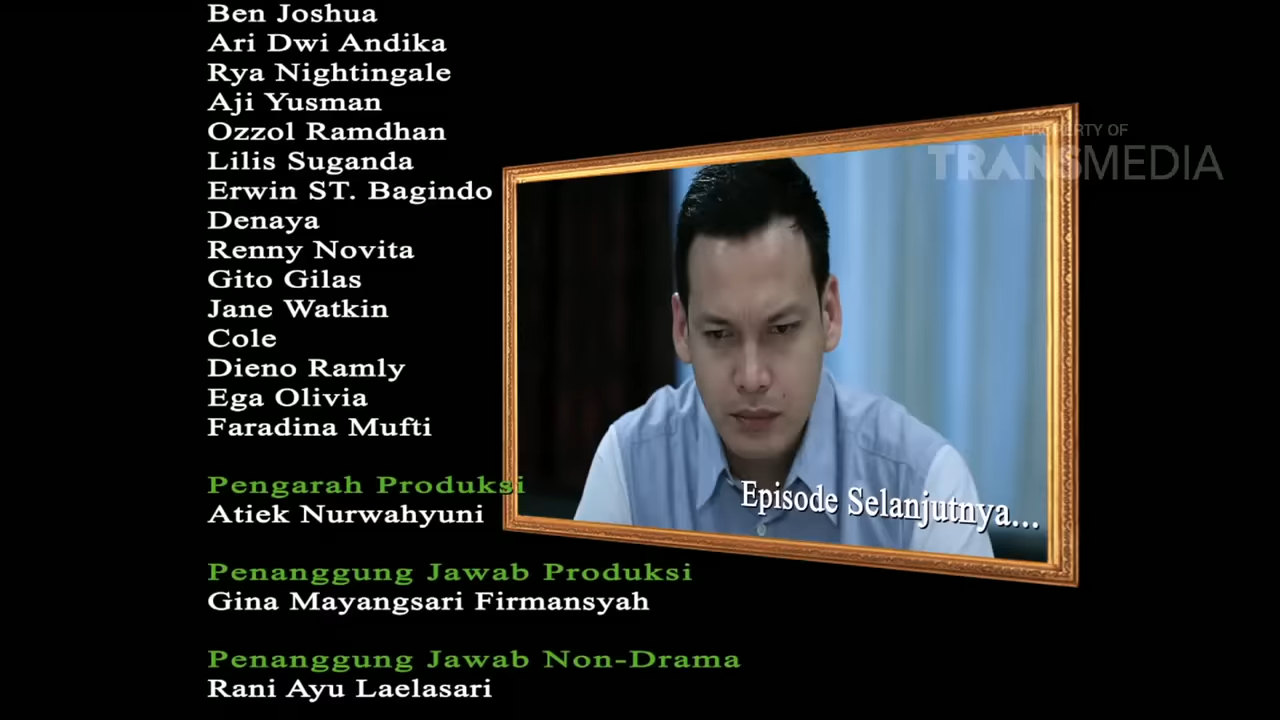 Ben Joshua
Ari Dwi Andika
Rya Nightingale
Aji Yusman
Ozzol Ramdhan
Lilis Suganda
Erwin ST. Bagindo
Denaya
Renny Novita
Gito Gilas
Jane Watkin
Cole
Dieno Ramly
Ega Olivia
Faradina Mufti
Pengarah Produksi
Atiek Nurwahyuni
Penanggung Jawab Produksi
Gina Mayangsari Firmansyah
Penanggung Jawab Non-Drama
Rani Ayu Laelasari
PROPERTY OF
TRANSMEDIA
Episode Selanjutnya...